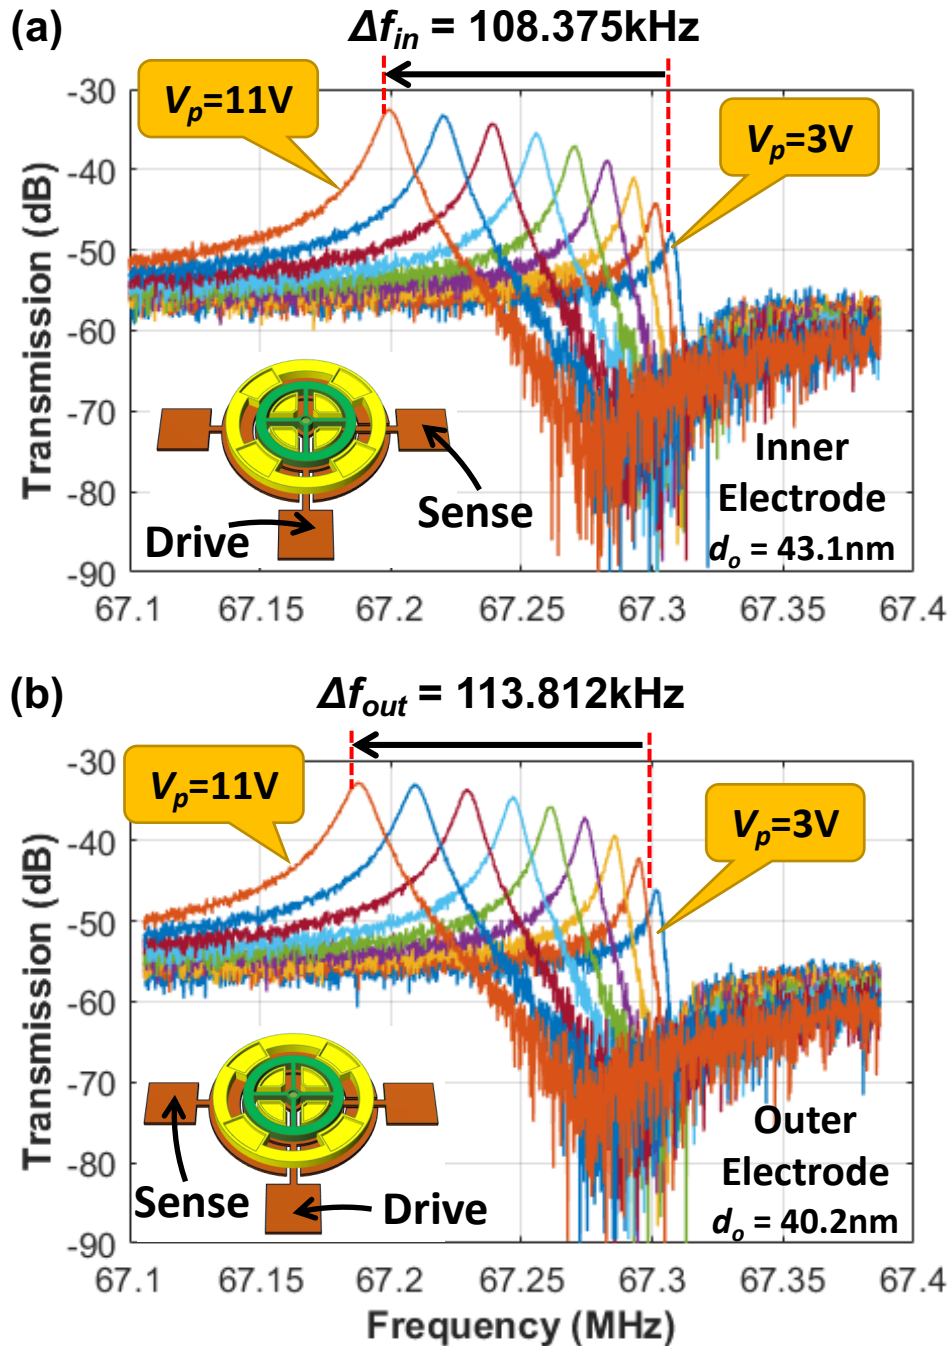 (a)
Δf_in = 108.375kHz
V_p=11V
V_p=3V
-30
-40
-50
-60
-70
-80
-90
Transmission (dB)
Drive
Sense
Inner
Electrode
d_o = 43.1nm
67.1 67.15 67.2 67.25 67.3 67.35 67.4
(b)
Δf_out = 113.812kHz
V_p=11V
V_p=3V
-30
-40
-50
-60
-70
-80
-90
Transmission (dB)
Sense
Drive
Outer
Electrode
d_o = 40.2nm
67.1 67.15 67.2 67.25 67.3 67.35 67.4
Frequency (MHz)